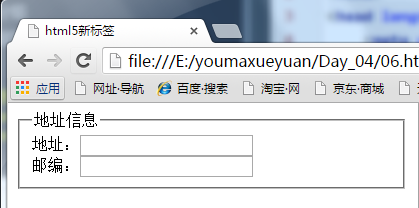 html5新标签
file:///E:/youmaxueyuan/Day_04/06.ht
应用 网址·导航 百度·搜索 淘宝·网 京东·商城 天
地址信息
地址：
邮编：